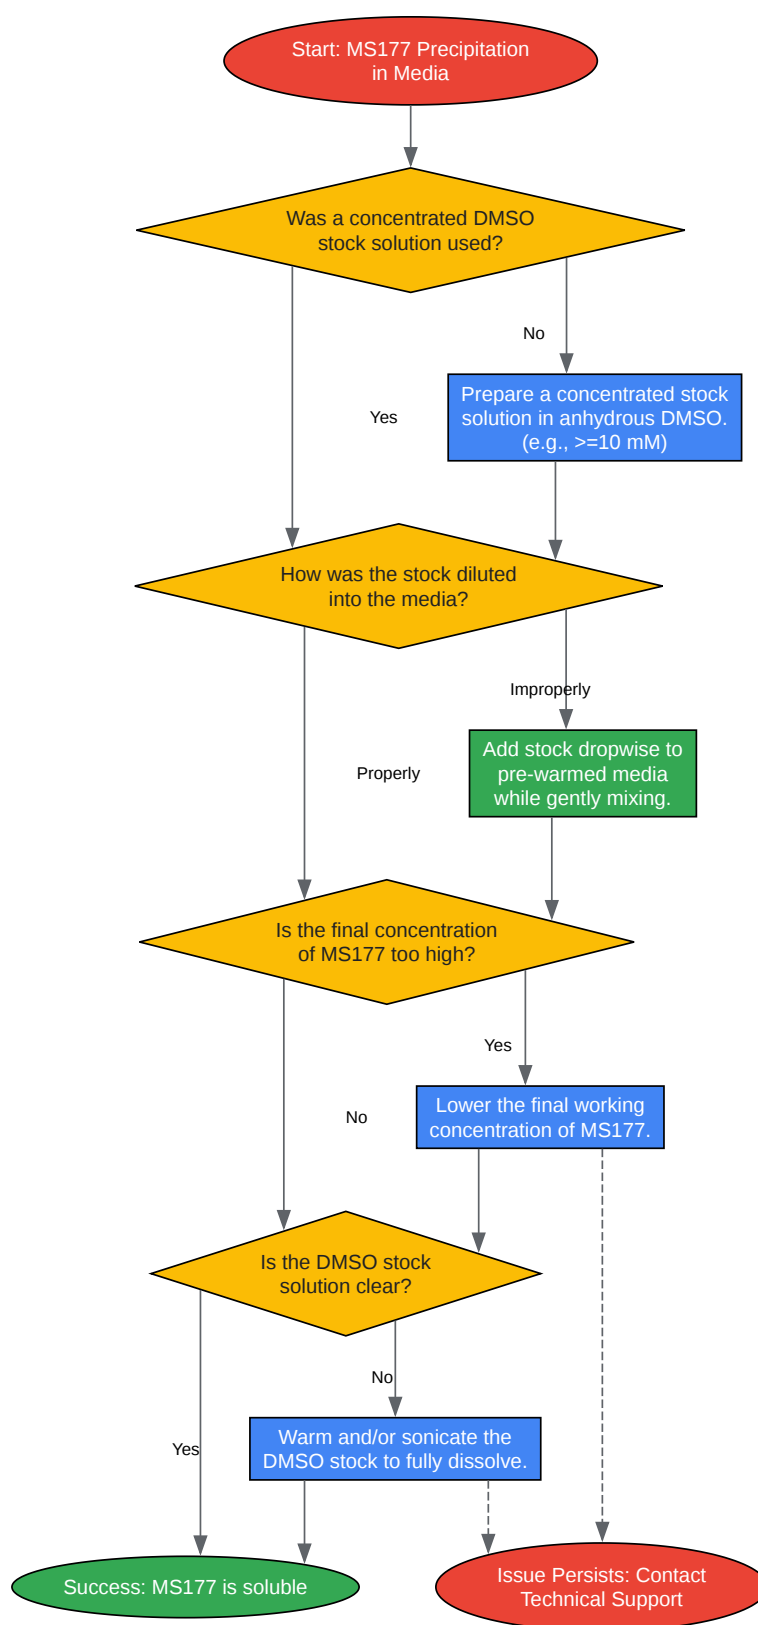 Start: MS177 Precipitation
in Media
Was a concentrated DMSO
stock solution used?
No
Prepare a concentrated stock
solution in anhydrous DMSO.
(e.g., >=10 mM)
Yes
How was the stock diluted
into the media?
Improperly
Add stock dropwise to
pre-warmed media
while gently mixing.
Properly
Is the final concentration
of MS177 too high?
Yes
Lower the final working
concentration of MS177.
No
Is the DMSO stock
solution clear?
No
Warm and/or sonicate the
DMSO stock to fully dissolve.
Yes
Success: MS177 is soluble
Issue Persists: Contact
Technical Support